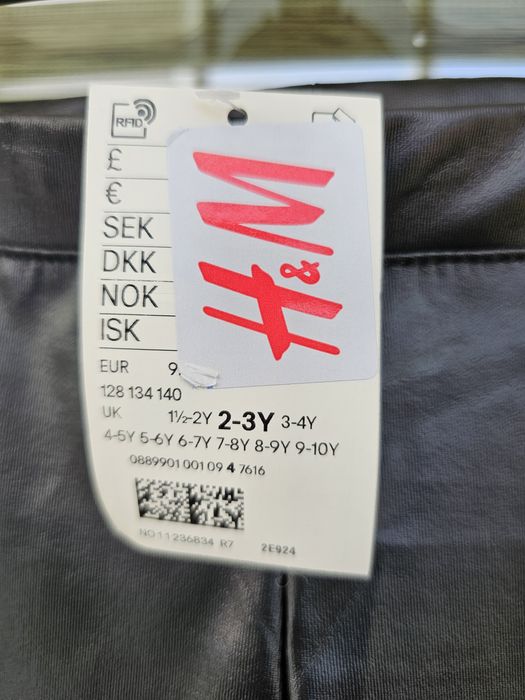 RFID
£
€
SEK
DKK
NOK
ISK
H&M
EUR 9
128 134 140
UK 1½-2Y 2-3Y 3-4Y
4-5Y 5-6Y 6-7Y 7-8Y 8-9Y 9-10Y
0889901 001 09 4 7616
NO11236834 R7 2E924